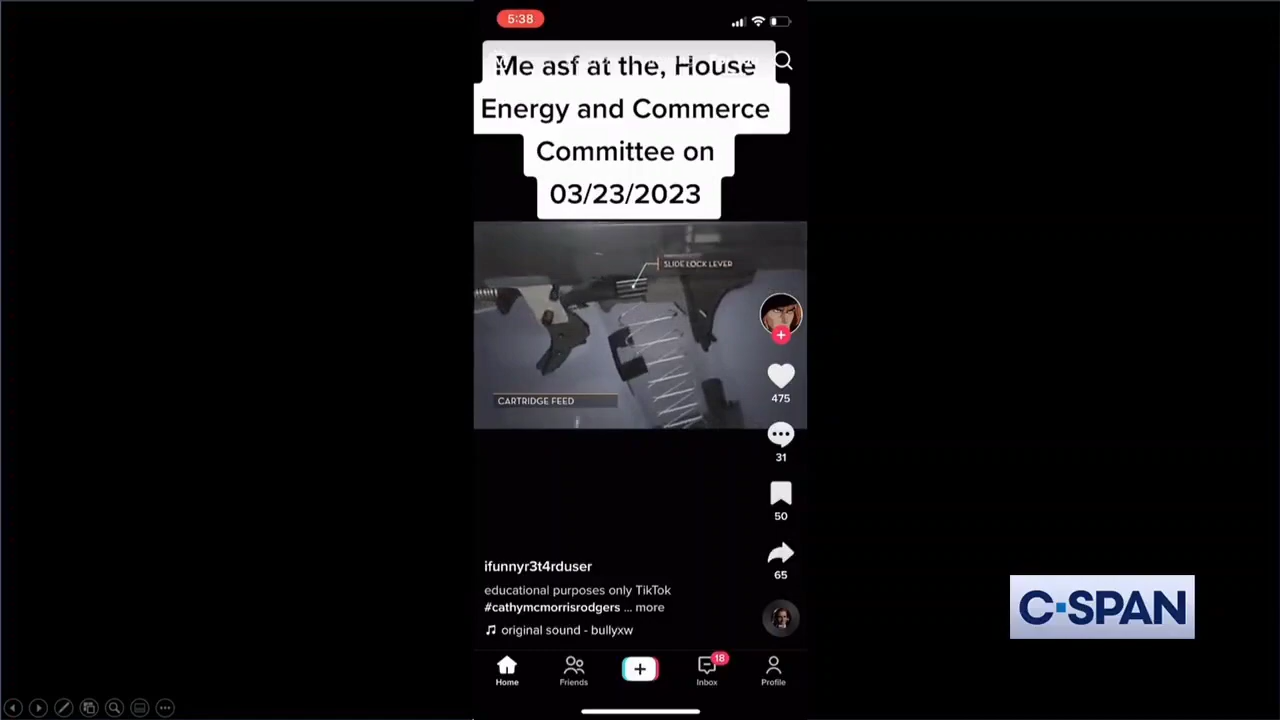 5:38
Me asf at the, House
Energy and Commerce
Committee on
03/23/2023
SLIDE LOCK LEVER
CARTRIDGE FEED
475
31
50
65
ifunnyr3t4rduser
educational purposes only TikTok
#cathymcmorrisrodgers ... more
original sound - bullyxw
Home
Friends
18
Inbox
Profile
C-SPAN